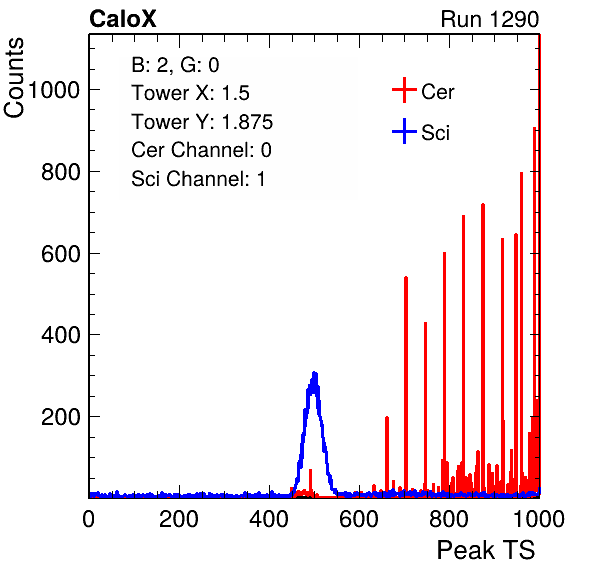 CaloX Run 1290
Counts
B: 2, G: 0
Tower X: 1.5
Tower Y: 1.875
Cer Channel: 0
Sci Channel: 1
Cer
Sci
1000
800
600
400
200
0 200 400 600 800 1000
Peak TS